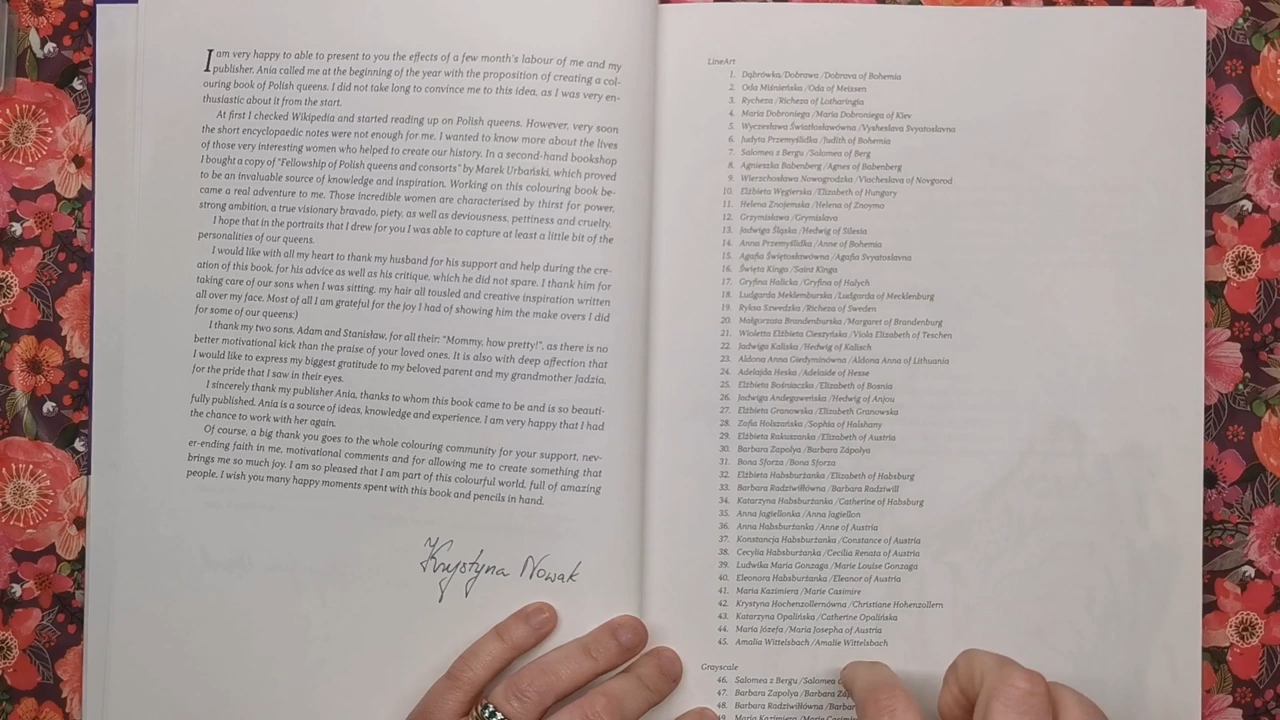 I am very happy to able to present to you the effects of a few month's labour of me and my
publisher. Ania called me at the beginning of the year with the proposition of creating a col-
ouring book of Polish queens. I did not take long to convince me to this idea, as I was very en-
thusiastic about it from the start.
At first I checked Wikipedia and started reading up on Polish queens. However, very soon
the short encyclopaedic notes were not enough for me. I wanted to know more about the lives
of those very interesting women who helped to create our history. In a second-hand bookshop
I bought a copy of "Fellowship of Polish queens and consorts" by Marek Urbański, which proved
to be an invaluable source of knowledge and inspiration. Working on this colouring book be-
came a real adventure to me. Those incredible women are characterised by thirst for power,
strong ambition, a true visionary bravado, piety, as well as deviousness, pettiness and cruelty.
I hope that in the portraits that I drew for you I was able to capture at least a little bit of the
personalities of our queens.
I would like with all my heart to thank my husband for his support and help during the cre-
ation of this book, for his advice as well as his critique, which he did not spare. I thank him for
taking care of our sons when I was sitting, my hair all tousled and creative inspiration written
all over my face. Most of all I am grateful for the joy I had of showing him the make overs I did
for some of our queens:)
I thank my two sons, Adam and Stanisław, for all their: "Mommy, how pretty!", as there is no
better motivational kick than the praise of your loved ones. It is also with deep affection that
I would like to express my biggest gratitude to my beloved parent and my grandmother Jadzia,
for the pride that I saw in their eyes.
I sincerely thank my publisher Ania, thanks to whom this book came to be and is so beauti-
fully published. Ania is a source of ideas, knowledge and experience. I am very happy that I had
the chance to work with her again.
Of course, a big thank you goes to the whole colouring community for your support, nev-
er-ending faith in me, motivational comments and for allowing me to create something that
brings me so much joy. I am so pleased that I am part of this colourful world, full of amazing
people. I wish you many happy moments spent with this book and pencils in hand.
Krystyna Nowak
LineArt
1. Dąbrówka/Dobrawa /Dobrava of Bohemia
2. Oda Miśnieńska /Oda of Meissen
3. Rycheza /Richeza of Lotharingia
4. Maria Dobroniega /Maria Dobroniega of Kiev
5. Wyczesława Światłosławówna /Vysheslava Svyatoslavna
6. Judyta Przemyślidka /Judith of Bohemia
7. Salomea z Bergu /Salomea of Berg
8. Agnieszka Babenberg /Agnes of Babenberg
9. Wierzchosława Nowogrodzka /Viacheslava of Novgorod
10. Elżbieta Węgierska /Elizabeth of Hungary
11. Helena Znojemska /Helena of Znoymo
12. Grzymisława /Grymislava
13. Jadwiga Śląska /Hedwig of Silesia
14. Anna Przemyślidka /Anne of Bohemia
15. Agafia Świętosławówna /Agafia Svyatoslavna
16. Święta Kinga /Saint Kinga
17. Gryfina Halicka /Gryfina of Halych
18. Ludgarda Meklemburska /Ludgarda of Mecklenburg
19. Ryksa Szwedzka /Richeza of Sweden
20. Małgorzata Brandenburska /Margaret of Brandenburg
21. Wioletta Elżbieta Cieszyńska /Viola Elizabeth of Teschen
22. Jadwiga Kaliska /Hedwig of Kalisch
23. Aldona Anna Giedyminówna /Aldona Anna of Lithuania
24. Adelajda Heska /Adelaide of Hesse
25. Elżbieta Bośniaczka /Elizabeth of Bosnia
26. Jadwiga Andegaweńska /Hedwig of Anjou
27. Elżbieta Granowska /Elizabeth Granowska
28. Zofia Holszańska /Sophia of Halshany
29. Elżbieta Rakuszanka /Elizabeth of Austria
30. Barbara Zapolya /Barbara Zápolya
31. Bona Sforza /Bona Sforza
32. Elżbieta Habsburżanka /Elizabeth of Habsburg
33. Barbara Radziwiłłówna /Barbara Radziwill
34. Katarzyna Habsburżanka /Catherine of Habsburg
35. Anna Jagiellonka /Anna Jagiellon
36. Anna Habsburżanka /Anne of Austria
37. Konstancja Habsburżanka /Constance of Austria
38. Cecylia Habsburżanka /Cecilia Renata of Austria
39. Ludwika Maria Gonzaga /Marie Louise Gonzaga
40. Eleonora Habsburżanka /Eleanor of Austria
41. Maria Kazimiera /Marie Casimire
42. Krystyna Hochenzollernówna /Christiane Hohenzollern
43. Katarzyna Opalińska /Catherine Opalińska
44. Maria Józefa /Maria Josepha of Austria
45. Amalia Wittelsbach /Amalie Wittelsbach
Grayscale
46. Salomea z Bergu /Salomea
47. Barbara Zapolya /Barbara
48. Barbara Radziwiłłówna /Barbar
49. Maria Kazimiera /Marie